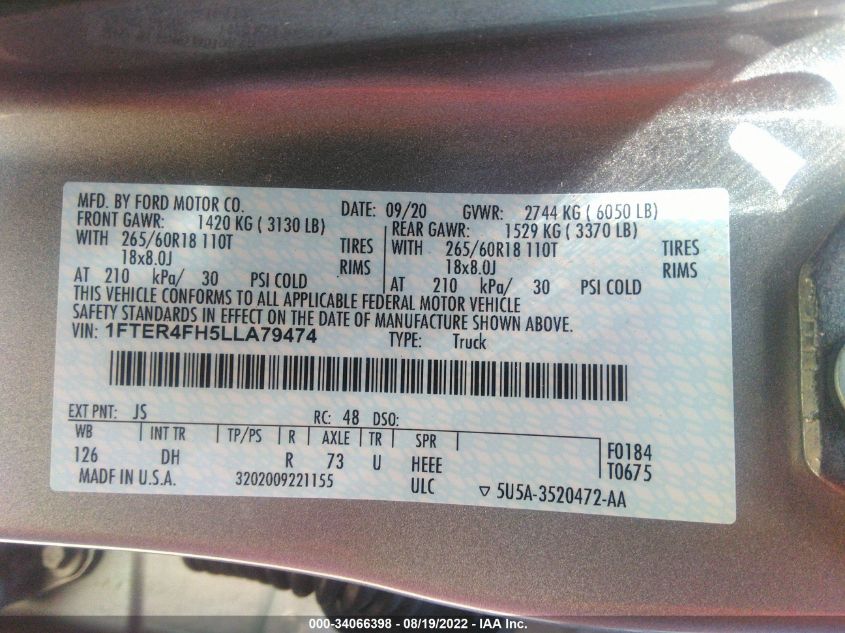 MFD. BY FORD MOTOR CO. DATE: 09/20 GVWR: 2744 KG ( 6050 LB)
FRONT GAWR: 1420 KG ( 3130 LB) REAR GAWR: 1529 KG ( 3370 LB)
WITH 265/60R18 110T TIRES WITH 265/60R18 110T TIRES
18x8.0J RIMS 18x8.0J RIMS
AT 210 kPa/ 30 PSI COLD AT 210 kPa/ 30 PSI COLD
THIS VEHICLE CONFORMS TO ALL APPLICABLE FEDERAL MOTOR VEHICLE
SAFETY STANDARDS IN EFFECT ON THE DATE OF MANUFACTURE SHOWN ABOVE.
VIN: 1FTER4FH5LLA79474 TYPE: Truck
EXT PNT: JS RC: 48 DSO:
WB INT TR TP/PS R AXLE TR SPR F0184
126 DH R 73 U HEEE T0675
MADE IN U.S.A. 3202009221155 ULC ▽ 5U5A-3520472-AA
000-34066398 - 08/19/2022 - IAA Inc.